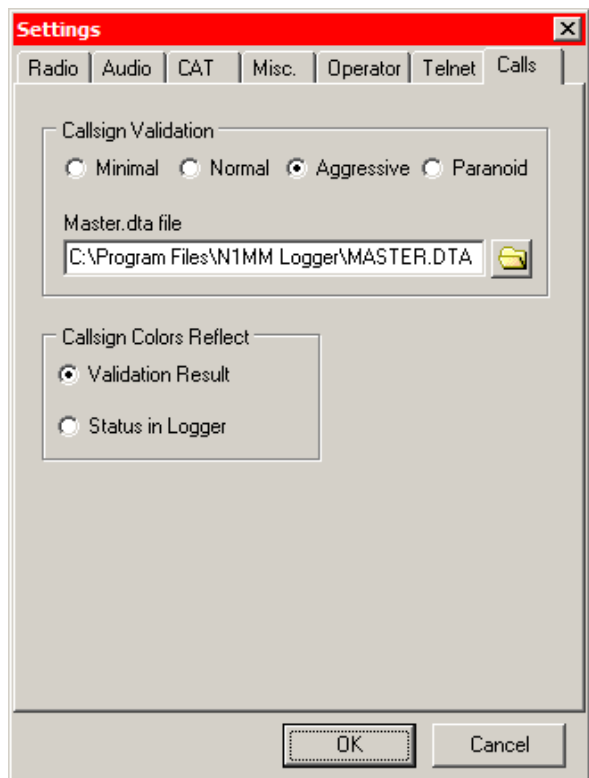 Settings
Radio Audio CAT Misc. Operator Telnet Calls
Callsign Validation
Minimal Normal Aggressive Paranoid
Master.dta file
C:\Program Files\N1MM Logger\MASTER.DTA
Callsign Colors Reflect
Validation Result
Status in Logger
OK Cancel